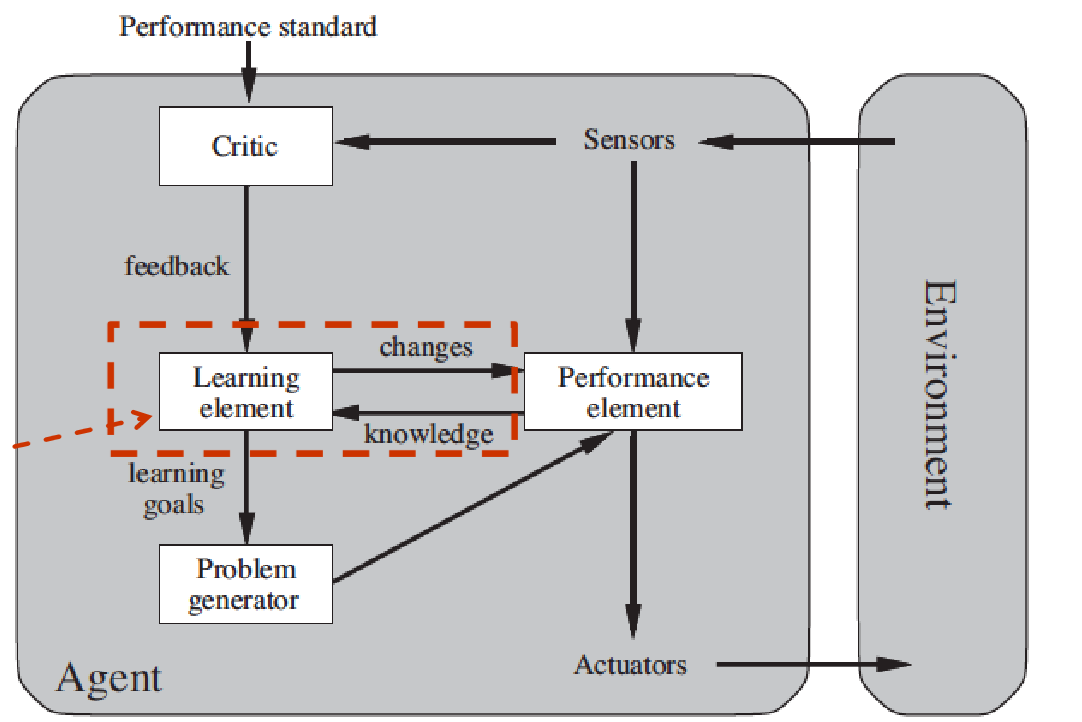 Performance standard
Critic
Sensors
feedback
Environment
changes
Learning
element
Performance
element
knowledge
learning
goals
Problem
generator
Actuators
Agent